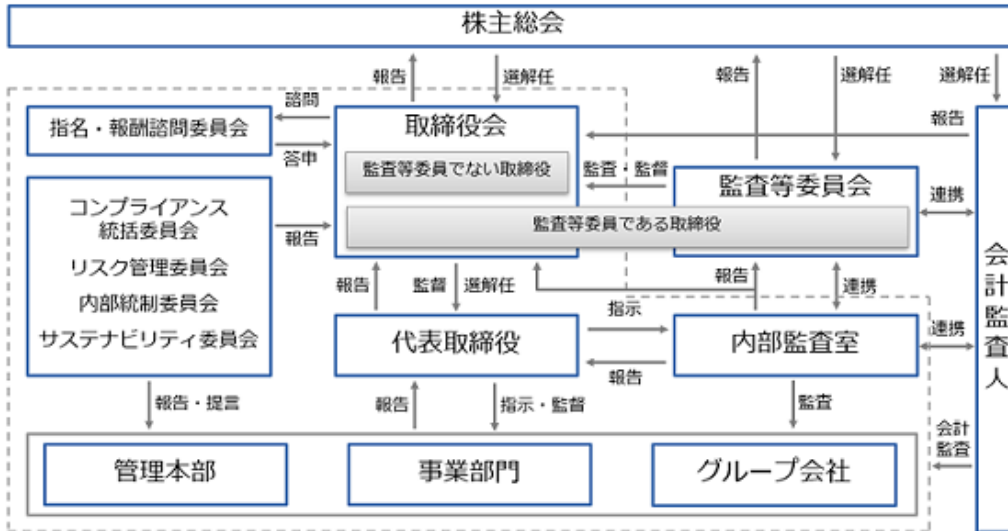 株主総会
報告
選解任
報告
選解任
選解任
諮問
指名・報酬諮問委員会
答申
取締役会
報告
監査等委員でない取締役
監査・監督
監査等委員会
連携
監査等委員である取締役
コンプライアンス
統括委員会
リスク管理委員会
内部統制委員会
サステナビリティ委員会
報告
報告
監督
選解任
報告
連携
会計監査人
指示
代表取締役
内部監査室
連携
報告
報告・提言
報告
指示・監督
監査
会計
監査
管理本部
事業部門
グループ会社